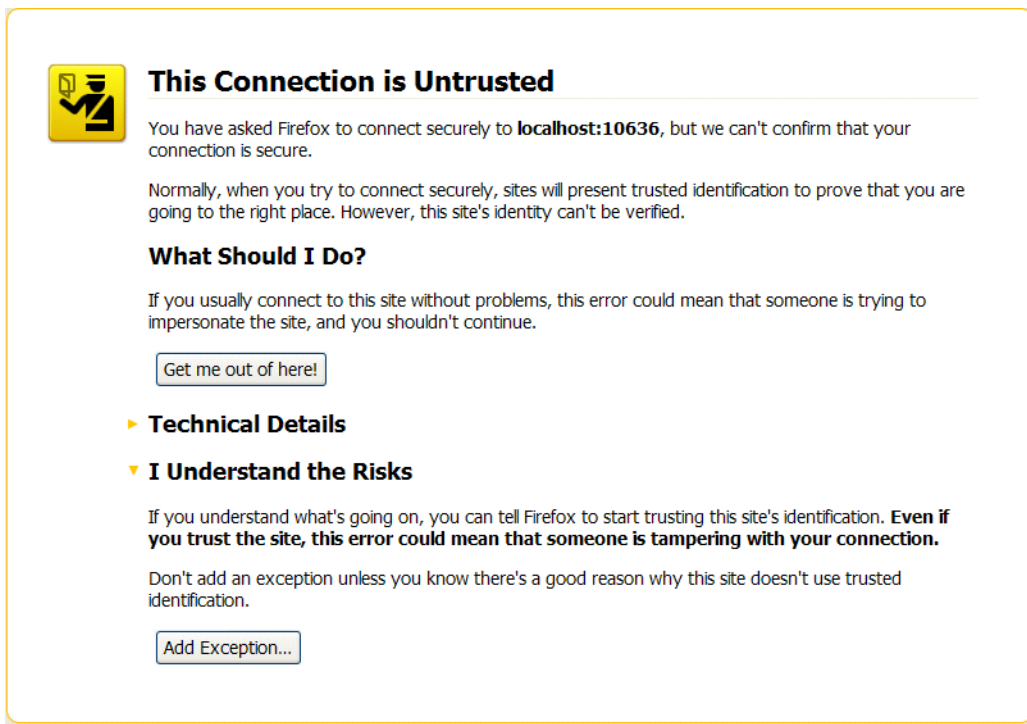 This Connection is Untrusted
You have asked Firefox to connect securely to localhost:10636, but we can't confirm that your
connection is secure.
Normally, when you try to connect securely, sites will present trusted identification to prove that you are
going to the right place. However, this site's identity can't be verified.
What Should I Do?
If you usually connect to this site without problems, this error could mean that someone is trying to
impersonate the site, and you shouldn't continue.
Get me out of here!
Technical Details
I Understand the Risks
If you understand what's going on, you can tell Firefox to start trusting this site's identification. Even if
you trust the site, this error could mean that someone is tampering with your connection.
Don't add an exception unless you know there's a good reason why this site doesn't use trusted
identification.
Add Exception...